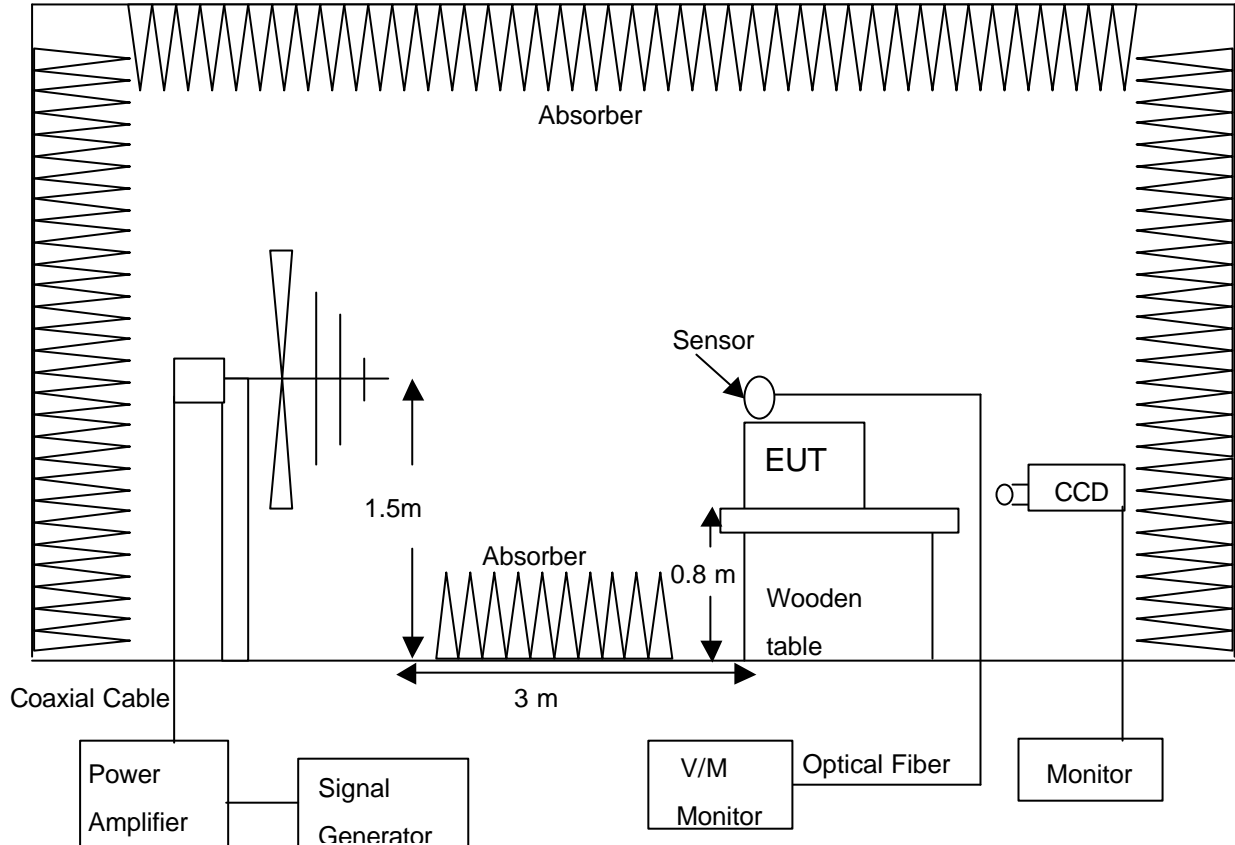 Absorber
Sensor
EUT
CCD
1.5m
Absorber
0.8 m
Wooden
table
3 m
Coaxial Cable
Power
Amplifier
Signal
Generator
V/M
Monitor
Optical Fiber
Monitor